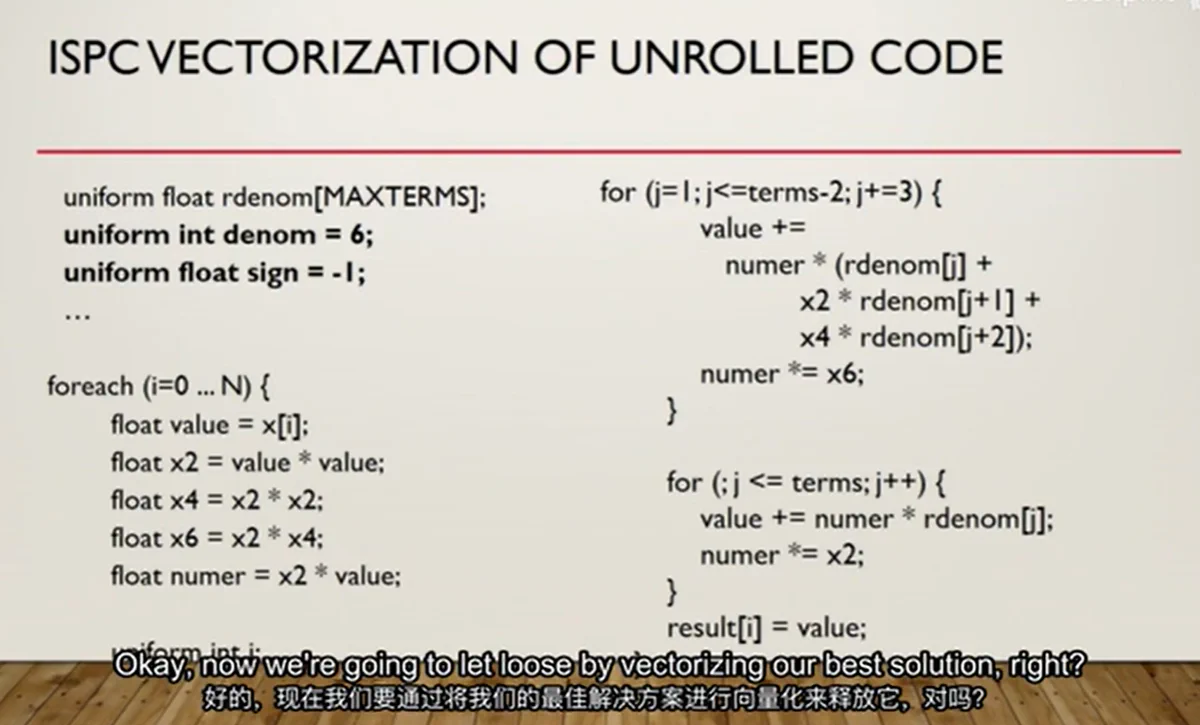 ISPC VECTORIZATION OF UNROLLED CODE
uniform float rdenom[MAXTERMS];
uniform int denom = 6;
uniform float sign = -1;
...
foreach (i=0 ... N) {
float value = x[i];
float x2 = value * value;
float x4 = x2 * x2;
float x6 = x2 * x4;
float numer = x2 * value;
uniform int j;
for (j=1; j<=terms-2; j+=3) {
value +=
numer * (rdenom[j] +
x2 * rdenom[j+1] +
x4 * rdenom[j+2]);
numer *= x6;
}
for (; j <= terms; j++) {
value += numer * rdenom[j];
numer *= x2;
}
result[i] = value;
Okay, now we're going to let loose by vectorizing our best solution, right?
好的，现在我们要通过将我们的最佳解决方案进行向量化来释放它，对吗？